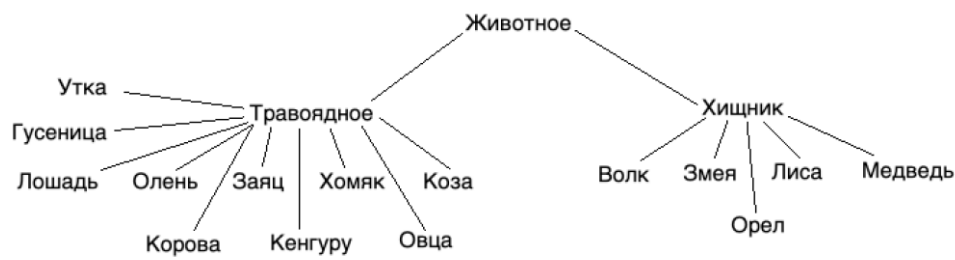 Животное
Травоядное
Хищник
Утка
Гусеница
Лошадь
Олень
Заяц
Хомяк
Коза
Корова
Кенгуру
Овца
Волк
Змея
Лиса
Медведь
Орел